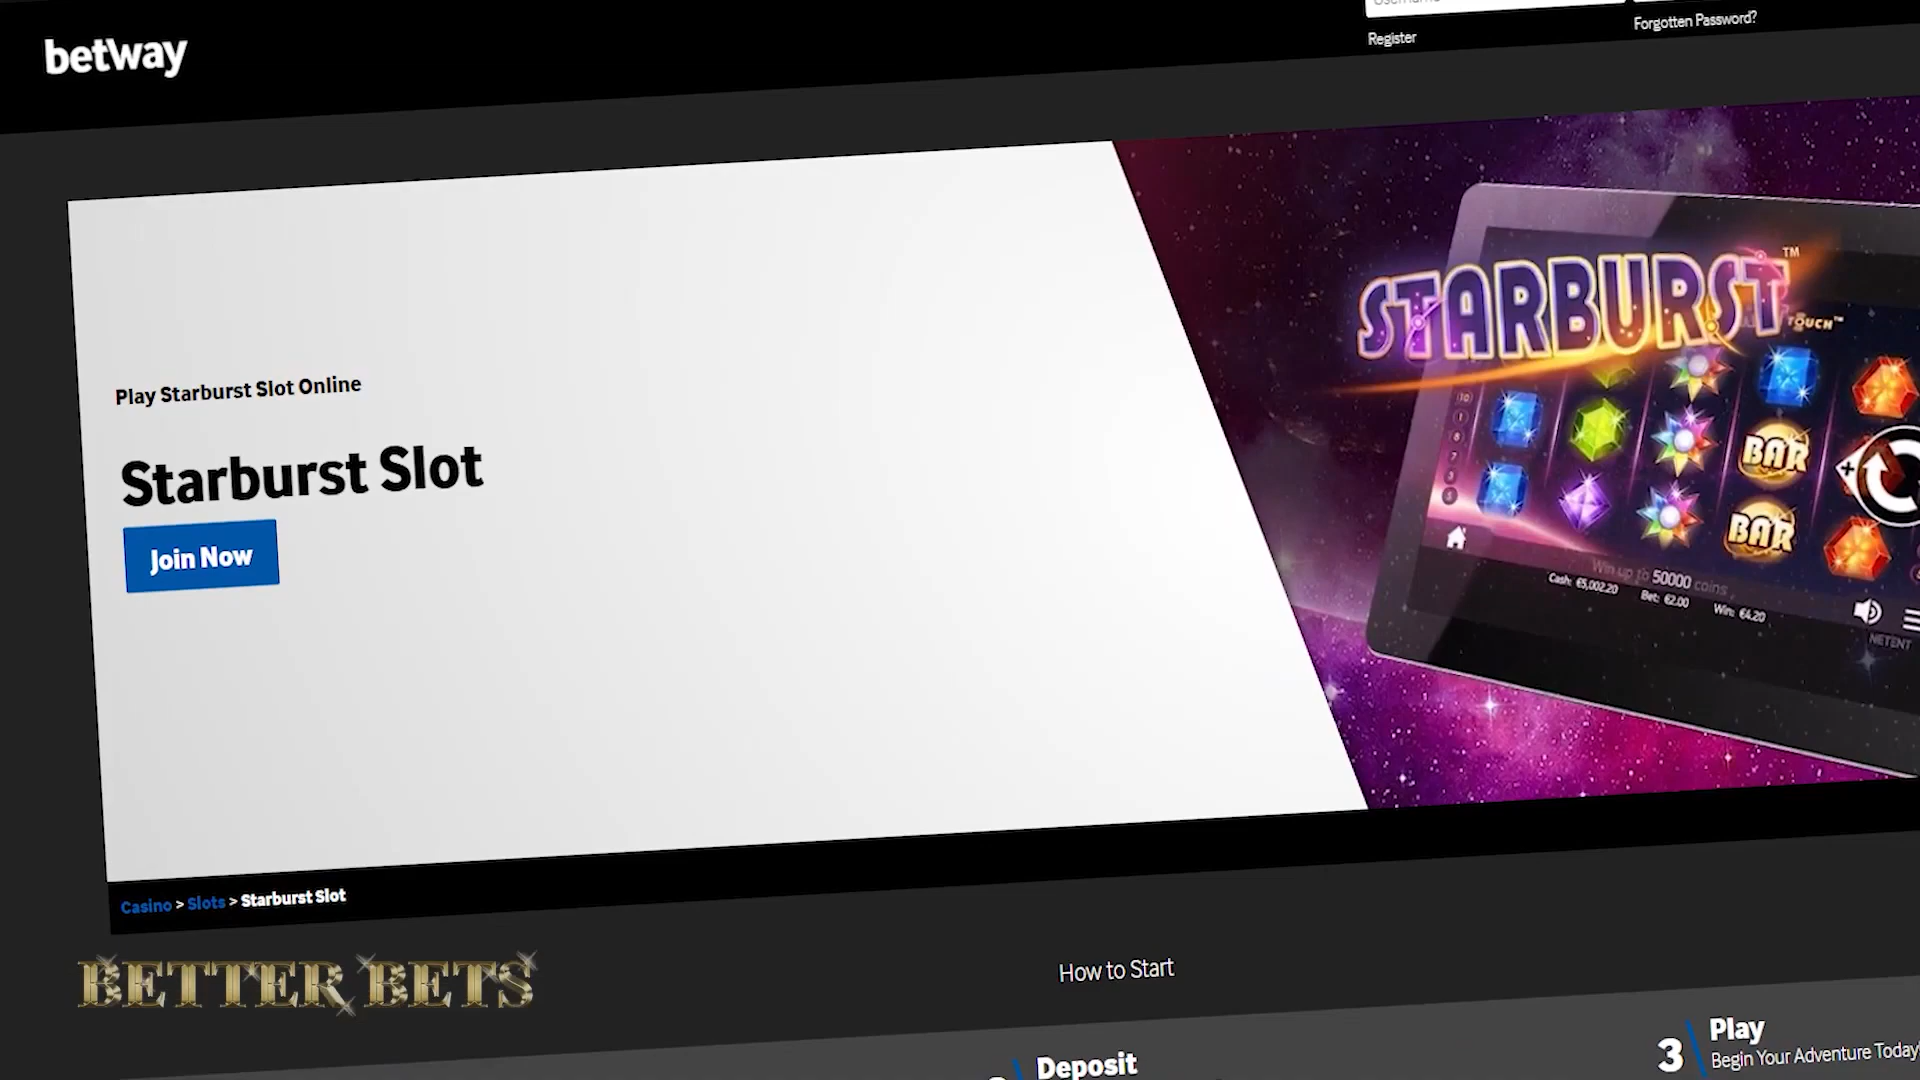 betway
Register
Forgotten Password?
STARBURST™
TOUCH™
Play Starburst Slot Online
Starburst Slot
Join Now
BAR
BAR
Win up to 50000 coins
Cash: €5,002.20 Bet: €2.00 Win: €4.20
NETENT
Casino > Slots > Starburst Slot
BETTER BETS
How to Start
Deposit
3 Play
Begin Your Adventure Today